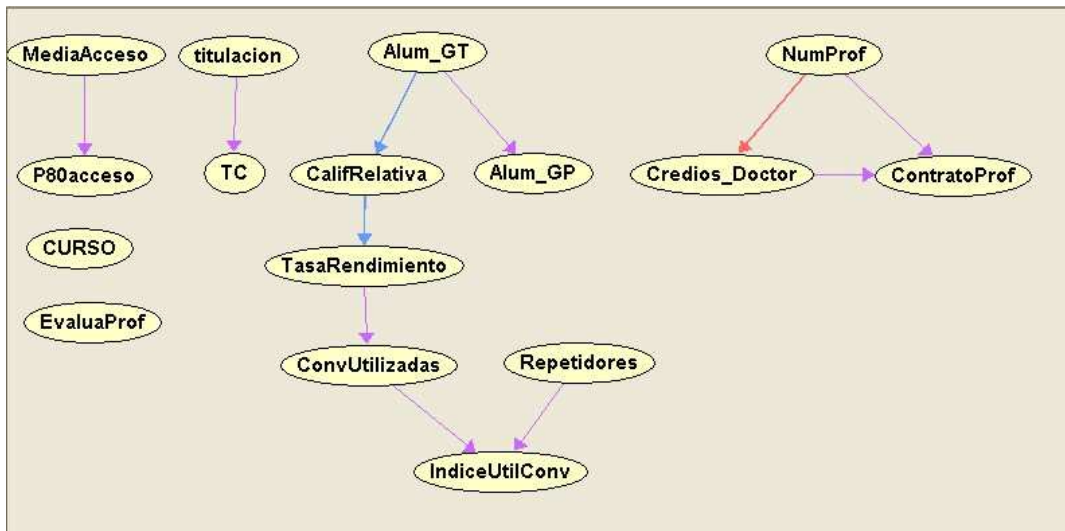 MediaAcceso
titulacion
Alum_GT
NumProf
P80acceso
TC
CalifRelativa
Alum_GP
Credios_Doctor
ContratoProf
CURSO
TasaRendimiento
EvaluaProf
ConvUtilizadas
Repetidores
IndiceUtilConv